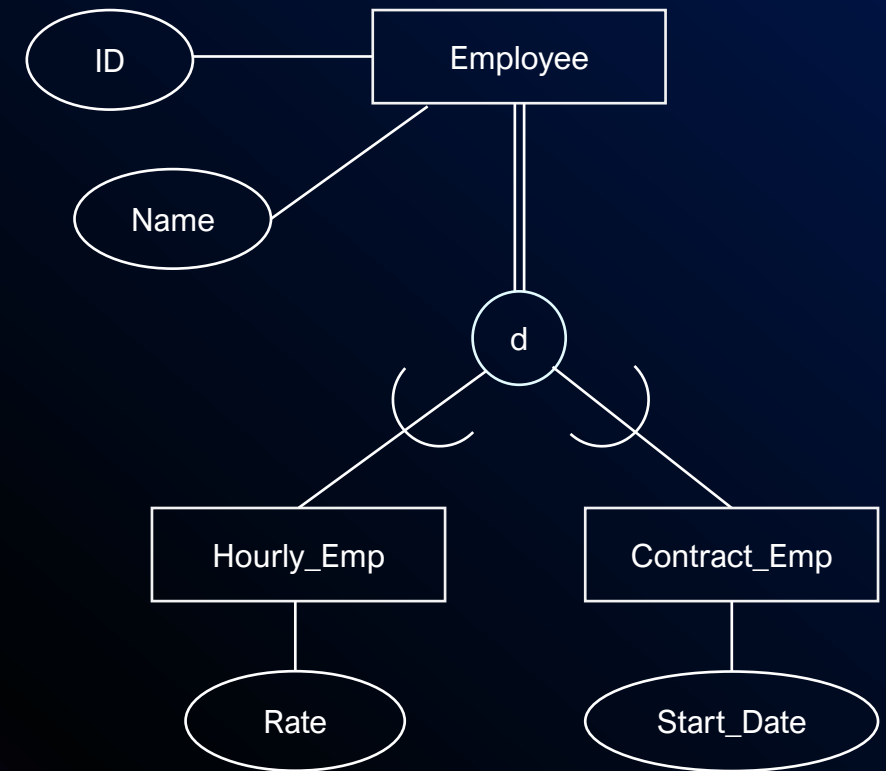 ID
Employee
Name
d
Hourly_Emp
Contract_Emp
Rate
Start_Date